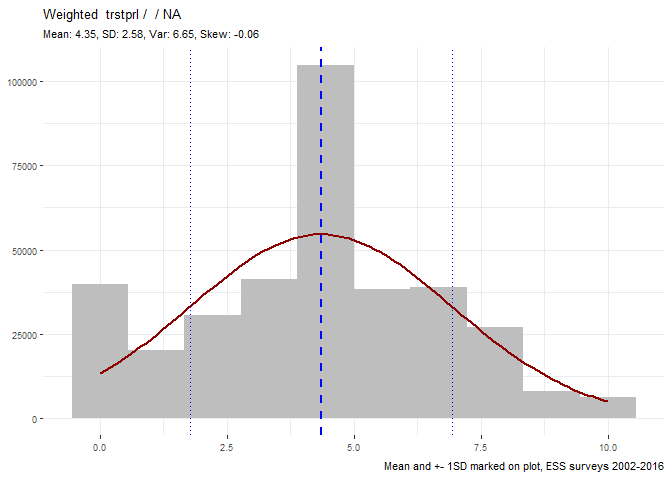 Weighted  trstprl /  / NA
Mean: 4.35, SD: 2.58, Var: 6.65, Skew: -0.06
100000
75000
50000
25000
0
0.0 2.5 5.0 7.5 10.0
Mean and +- 1SD marked on plot, ESS surveys 2002-2016